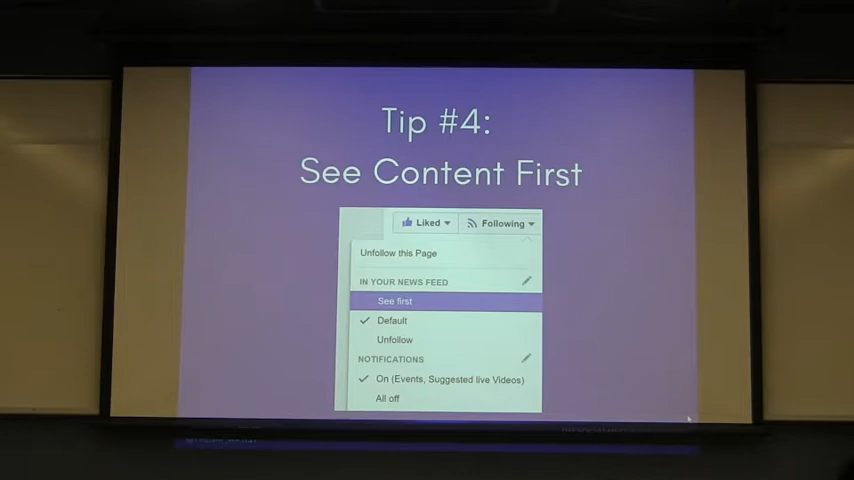 Tip #4:
See Content First
Liked
Following
Unfollow this Page
IN YOUR NEWS FEED
See first
Default
Unfollow
NOTIFICATIONS
On (Events, Suggested live Videos)
All off